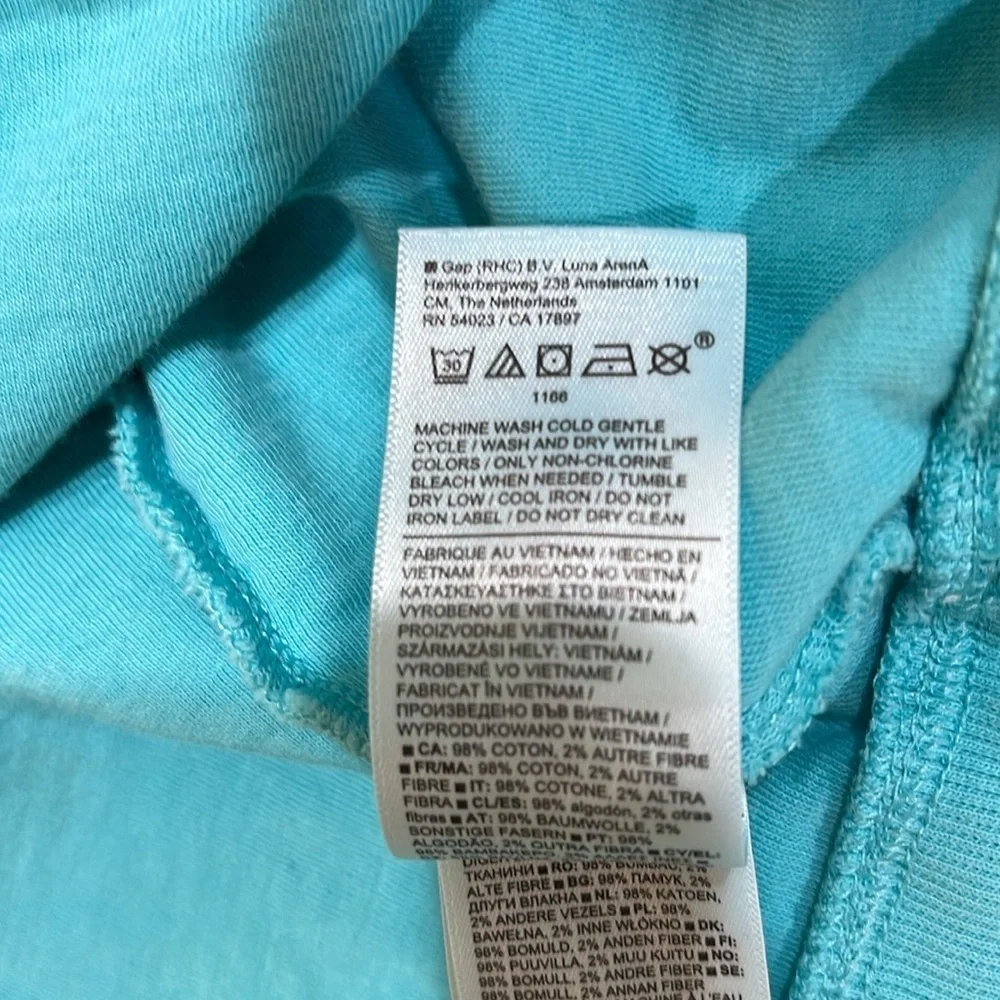 Gap (RHC) B.V. Luna ArenA
Herikerbergweg 238 Amsterdam 1101
CM, The Netherlands
RN 54023 / CA 17897
30 ®
1166
MACHINE WASH COLD GENTLE
CYCLE / WASH AND DRY WITH LIKE
COLORS / ONLY NON-CHLORINE
BLEACH WHEN NEEDED / TUMBLE
DRY LOW / COOL IRON / DO NOT
IRON LABEL / DO NOT DRY CLEAN
FABRIQUE AU VIETNAM / HECHO EN
VIETNAM / FABRICADO NO VIETNÃ /
ΚΑΤΑΣΚΕΥΑΣΤΗΚΕ ΣΤΟ ΒΙΕΤΝΑΜ /
VYROBENO VE VIETNAMU / ZEMLJA
PROIZVODNJE VIJETNAM /
SZÁRMAZÁSI HELY: VIETNÁM /
VYROBENÉ VO VIETNAME /
FABRICAT ÎN VIETNAM /
ПРОИЗВЕДЕНО ВЪВ ВИЕТНАМ /
WYPRODUKOWANO W WIETNAMIE
■ CA: 98% COTON, 2% AUTRE FIBRE
■ FR/MA: 98% COTON, 2% AUTRE
FIBRE ■ IT: 98% COTONE, 2% ALTRA
FIBRA ■ CL/ES: 98% algodón, 2% otras
fibras ■ AT: 98% BAUMWOLLE, 2%
SONSTIGE FASERN ■ PT: 98%
ALGODÃO, 2% OUTRA FIBRA ■ CY/EL:
ТКАНИНИ ■ RO: 98% BUMBAC, 2%
ALTE FIBRE ■ BG: 98% ПАМУК, 2%
ДРУГИ ВЛАКНА ■ NL: 98% KATOEN,
2% ANDERE VEZELS ■ PL: 98%
BAWEŁNA, 2% INNE WŁÓKNO ■ DK:
98% BOMULD, 2% ANDEN FIBER ■ FI:
98% PUUVILLA, 2% MUU KUITU ■ NO:
98% BOMULL, 2% ANDRE FIBER ■ SE:
98% BOMULL, 2% ANNAN FIBER